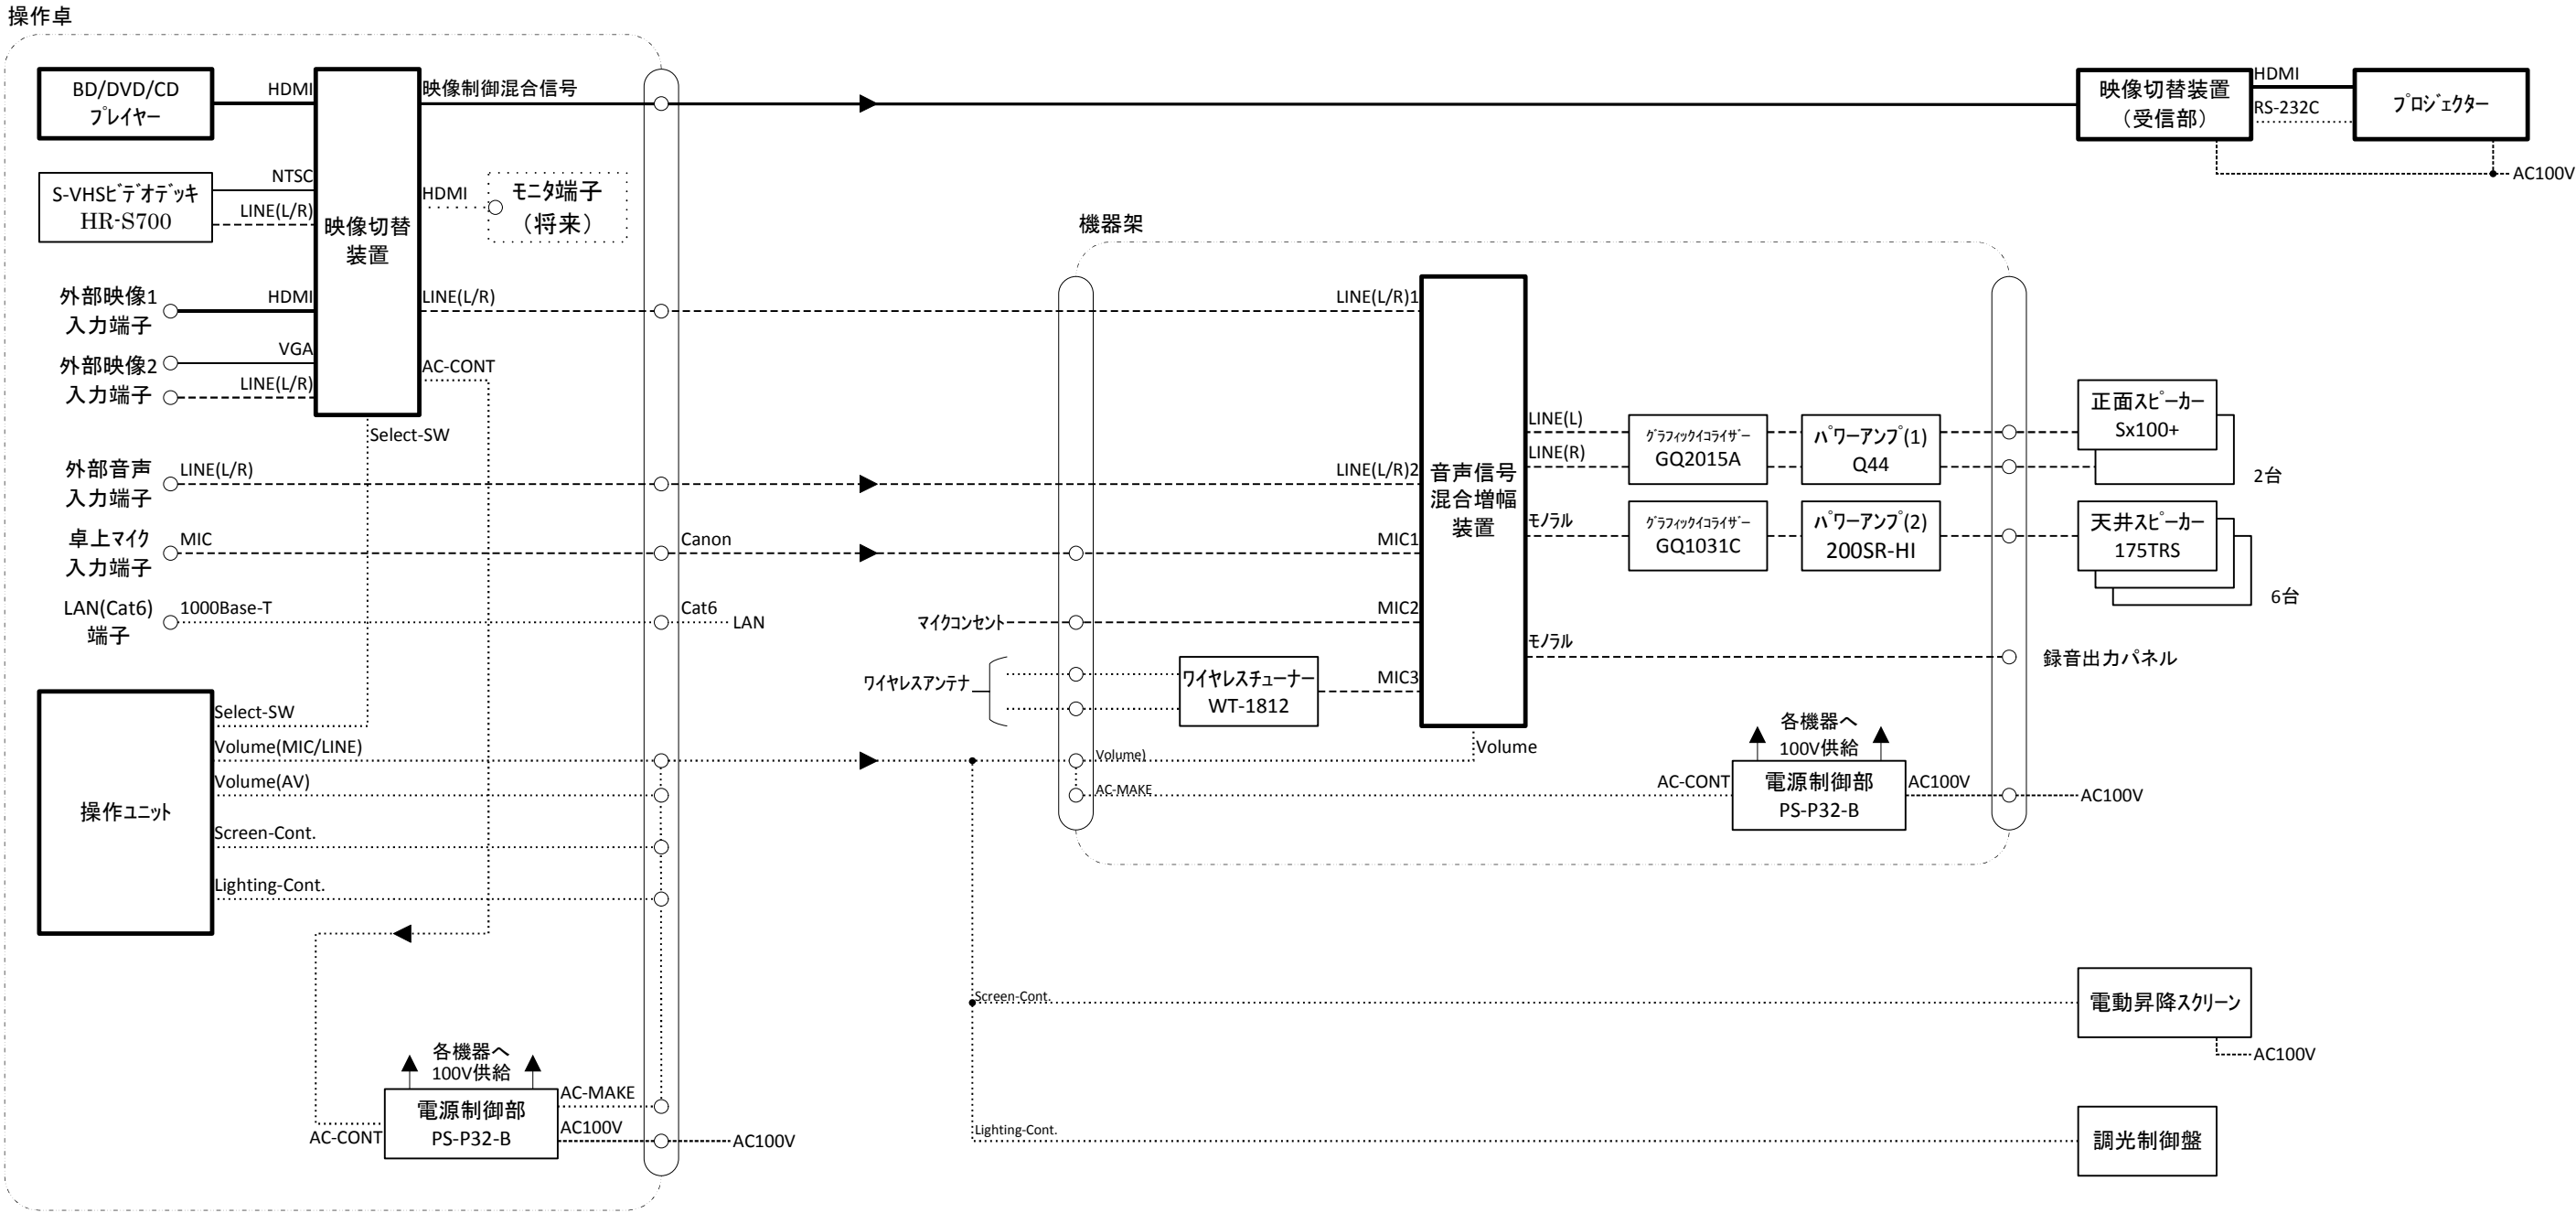 操作卓
BD/DVD/CD
プレイヤー
HDMI
映像制御混合信号
S-VHSビデオデッキ
HR-S700
NTSC
LINE(L/R)
映像切替
装置
HDMI
モニタ端子
（将来）
外部映像1
入力端子
HDMI
LINE(L/R)
外部映像2
入力端子
VGA
LINE(L/R)
AC-CONT
Select-SW
外部音声
入力端子
LINE(L/R)
卓上マイク
入力端子
MIC
Canon
LAN(Cat6)
端子
1000Base-T
Cat6
LAN
操作ユニット
Select-SW
Volume(MIC/LINE)
Volume(AV)
Screen-Cont.
Lighting-Cont.
各機器へ
100V供給
電源制御部
PS-P32-B
AC-CONT
AC-MAKE
AC100V
AC100V
映像切替装置
（受信部）
HDMI
RS-232C
プロジェクター
AC100V
機器架
LINE(L/R)1
LINE(L/R)2
MIC1
マイクコンセント
MIC2
ワイヤレスアンテナ
ワイヤレスチューナー
WT-1812
MIC3
音声信号
混合増幅
装置
Volume)
Volume
AC-MAKE
LINE(L)
LINE(R)
グラフィックイコライザー
GQ2015A
パワーアンプ(1)
Q44
正面スピーカー
Sx100+
2台
モノラル
グラフィックイコライザー
GQ1031C
パワーアンプ(2)
200SR-HI
天井スピーカー
175TRS
6台
モノラル
録音出力パネル
各機器へ
100V供給
AC-CONT
電源制御部
PS-P32-B
AC100V
AC100V
Screen-Cont.
電動昇降スクリーン
AC100V
Lighting-Cont.
調光制御盤